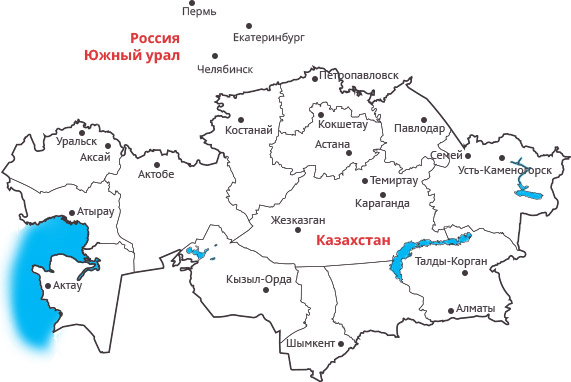 Пермь
Екатеринбург
Россия
Южный урал
Челябинск
Петропавловск
Костанай
Кокшетау
Павлодар
Уральск
Аксай
Астана
Семей
Актобе
Усть-Каменогорск
Темиртау
Караганда
Атырау
Жезказган
Казахстан
Талды-Корган
Кызыл-Орда
Актау
Алматы
Шымкент